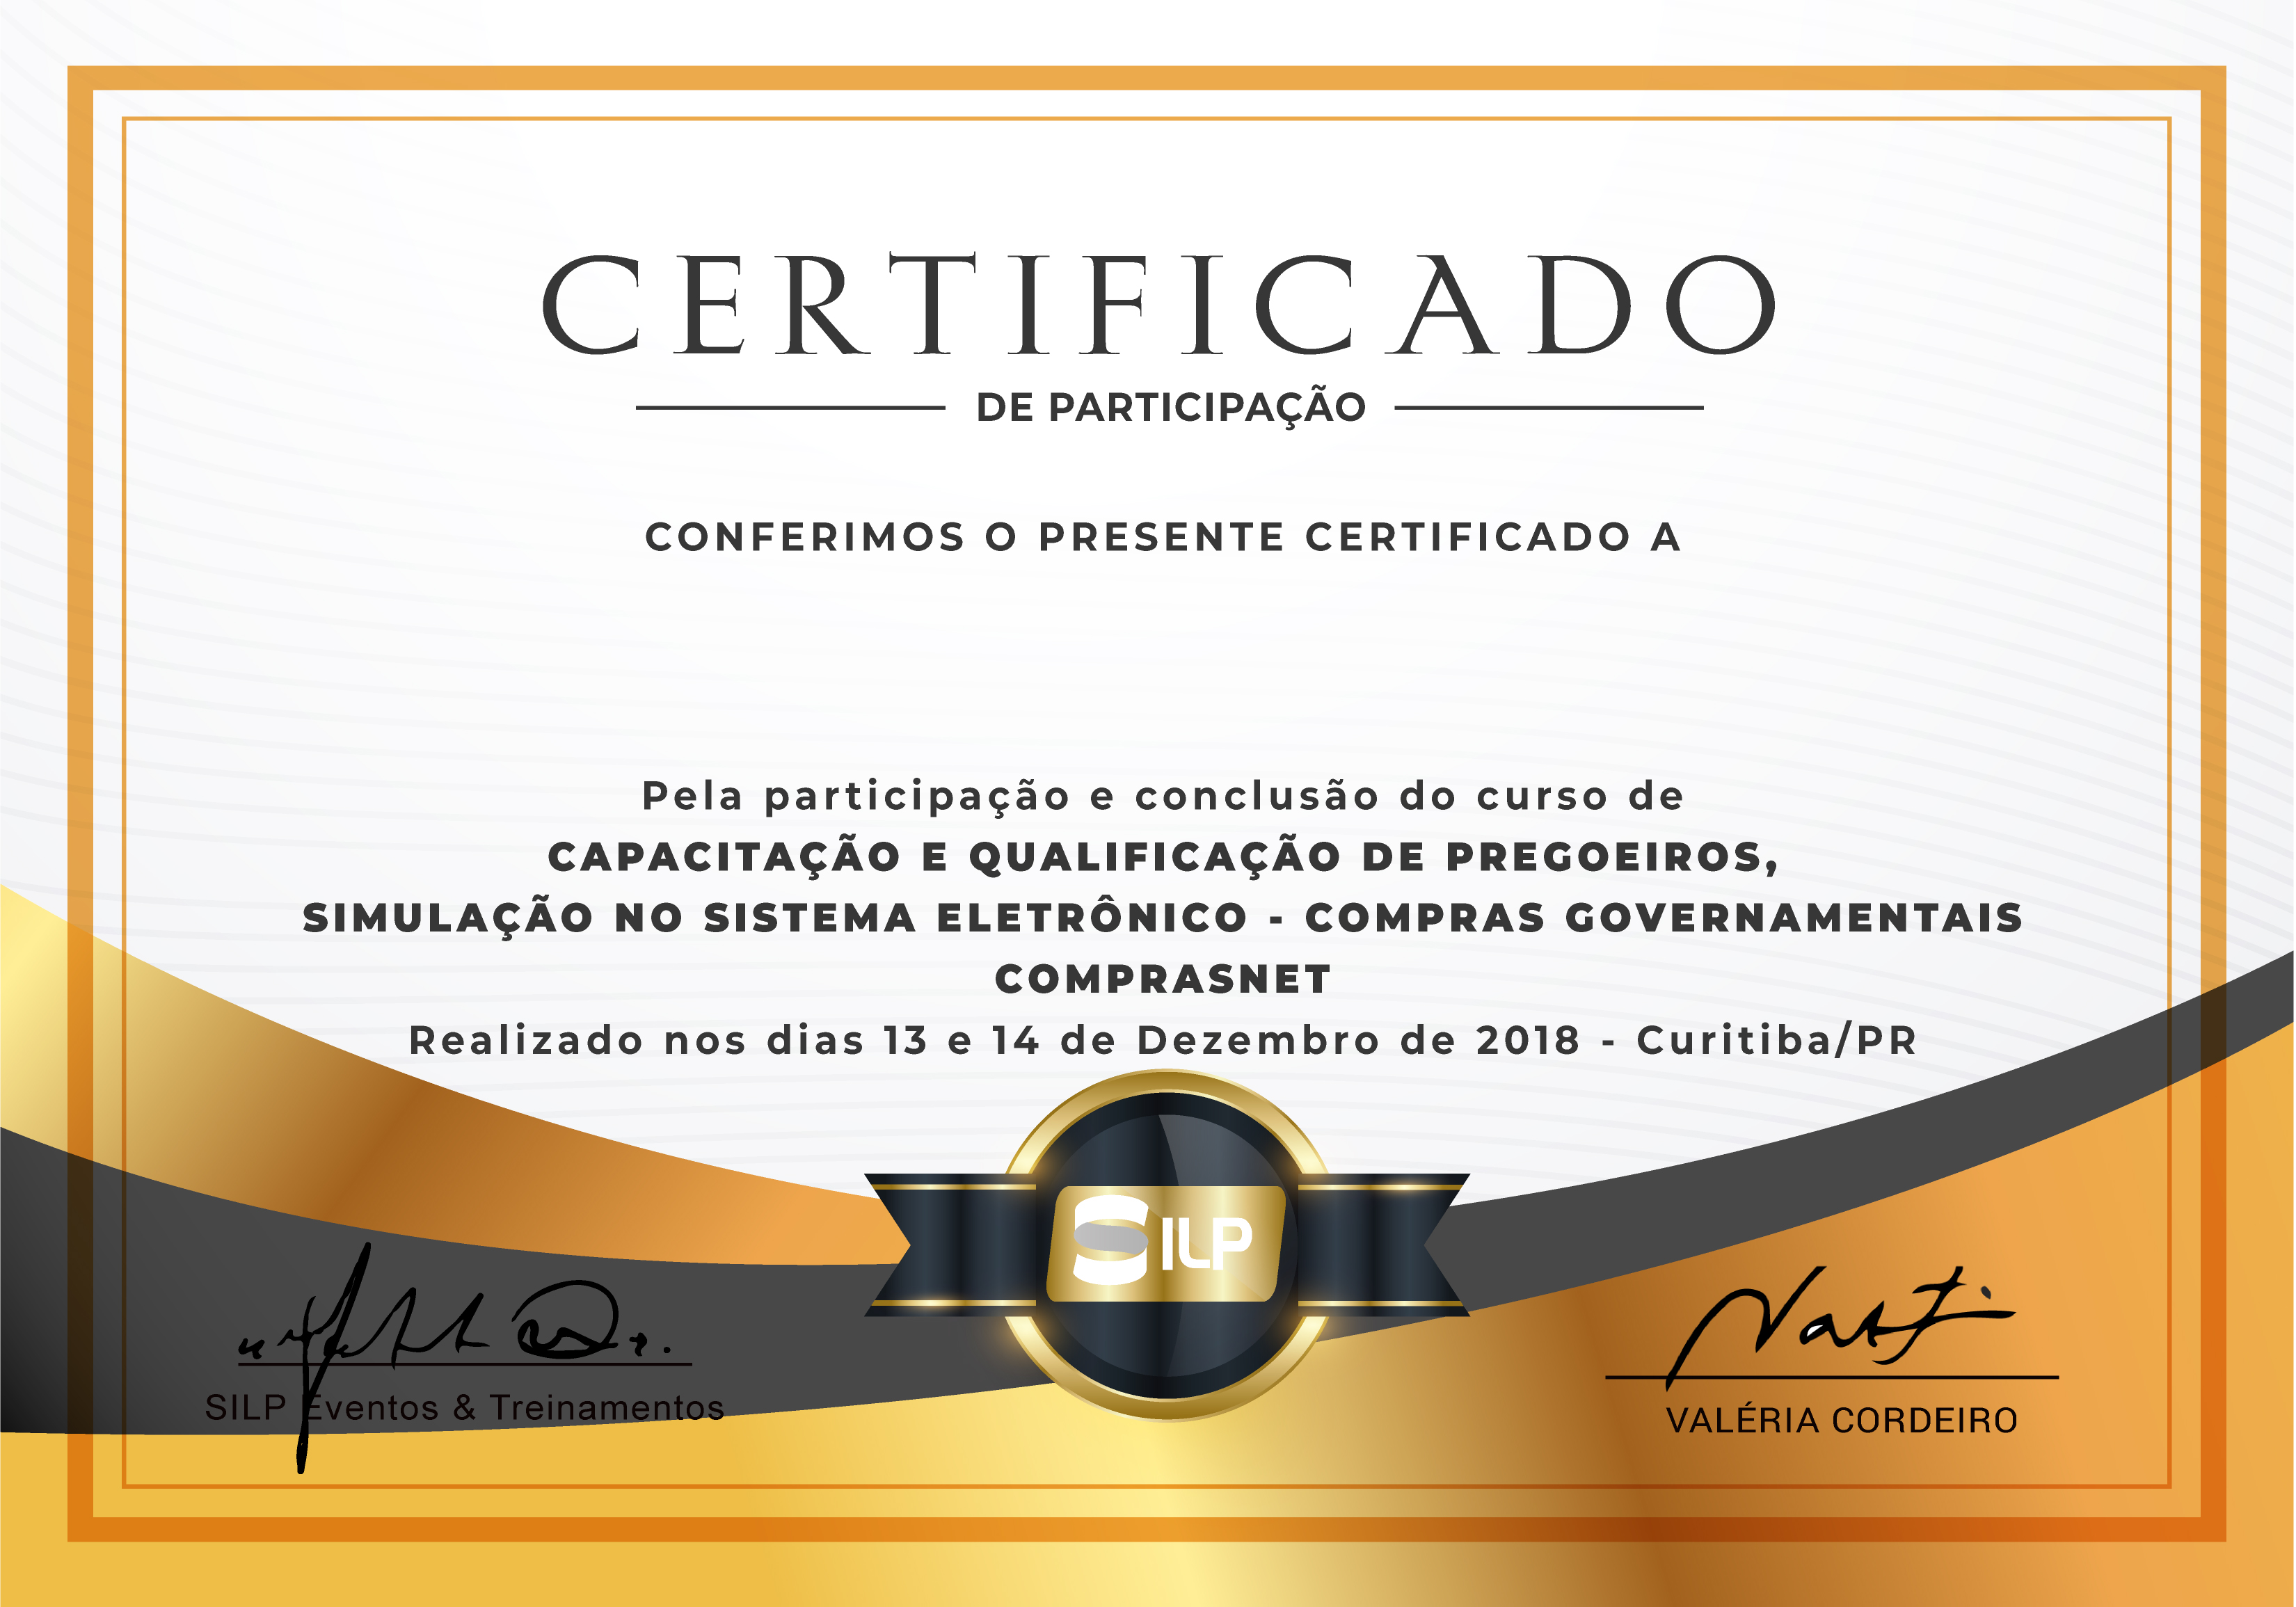 CERTIFICADO
DE PARTICIPAÇÃO
CONFERIMOS O PRESENTE CERTIFICADO A
Pela participação e conclusão do curso de
CAPACITAÇÃO E QUALIFICAÇÃO DE PREGOEIROS,
SIMULAÇÃO NO SISTEMA ELETRÔNICO - COMPRAS GOVERNAMENTAIS
COMPRASNET
Realizado nos dias 13 e 14 de Dezembro de 2018 - Curitiba/PR
SILP
SILP Eventos & Treinamentos
VALÉRIA CORDEIRO